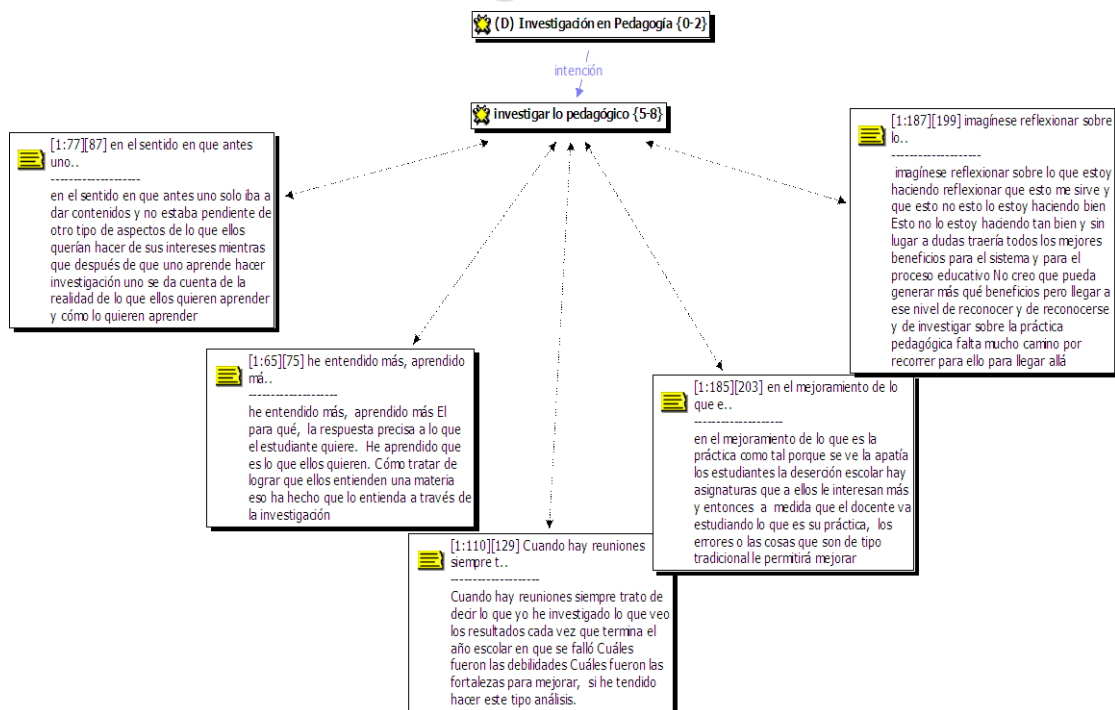 (D) Investigación en Pedagogía {0-2}
intención
investigar lo pedagógico {5-8}
[1:77][87] en el sentido en que antes
uno..
--------------------
en el sentido en que antes uno solo iba a
dar contenidos y no estaba pendiente de
otro tipo de aspectos de lo que ellos
querían hacer de sus intereses mientras
que después de que uno aprende hacer
investigación uno se da cuenta de la
realidad de lo que ellos quieren aprender
y cómo lo quieren aprender
[1:65][75] he entendido más, aprendido
má..
--------------------
he entendido más, aprendido más El
para qué, la respuesta precisa a lo que
el estudiante quiere. He aprendido que
es lo que ellos quieren. Cómo tratar de
lograr que ellos entienden una materia
eso ha hecho que lo entienda a través de
la investigación
[1:110][129] Cuando hay reuniones
siempre t..
--------------------
Cuando hay reuniones siempre trato de
decir lo que yo he investigado lo que veo
los resultados cada vez que termina el
año escolar en que se falló Cuáles
fueron las debilidades Cuáles fueron las
fortalezas para mejorar, si he tendido
hacer este tipo análisis.
[1:185][203] en el mejoramiento de lo
que e..
--------------------
en el mejoramiento de lo que es la
práctica como tal porque se ve la apatía
los estudiantes la deserción escolar hay
asignaturas que a ellos le interesan más
y entonces a medida que el docente va
estudiando lo que es su práctica, los
errores o las cosas que son de tipo
tradicional le permitirá mejorar
[1:187][199] imagínese reflexionar sobre
lo..
--------------------
imagínese reflexionar sobre lo que estoy
haciendo reflexionar que esto me sirve y
que esto no esto lo estoy haciendo bien
Esto no lo estoy haciendo tan bien y sin
lugar a dudas traería todos los mejores
beneficios para el sistema y para el
proceso educativo No creo que pueda
generar más qué beneficios pero llegar a
ese nivel de reconocer y de reconocerse
y de investigar sobre la práctica
pedagógica falta mucho camino por
recorrer para ello para llegar allá